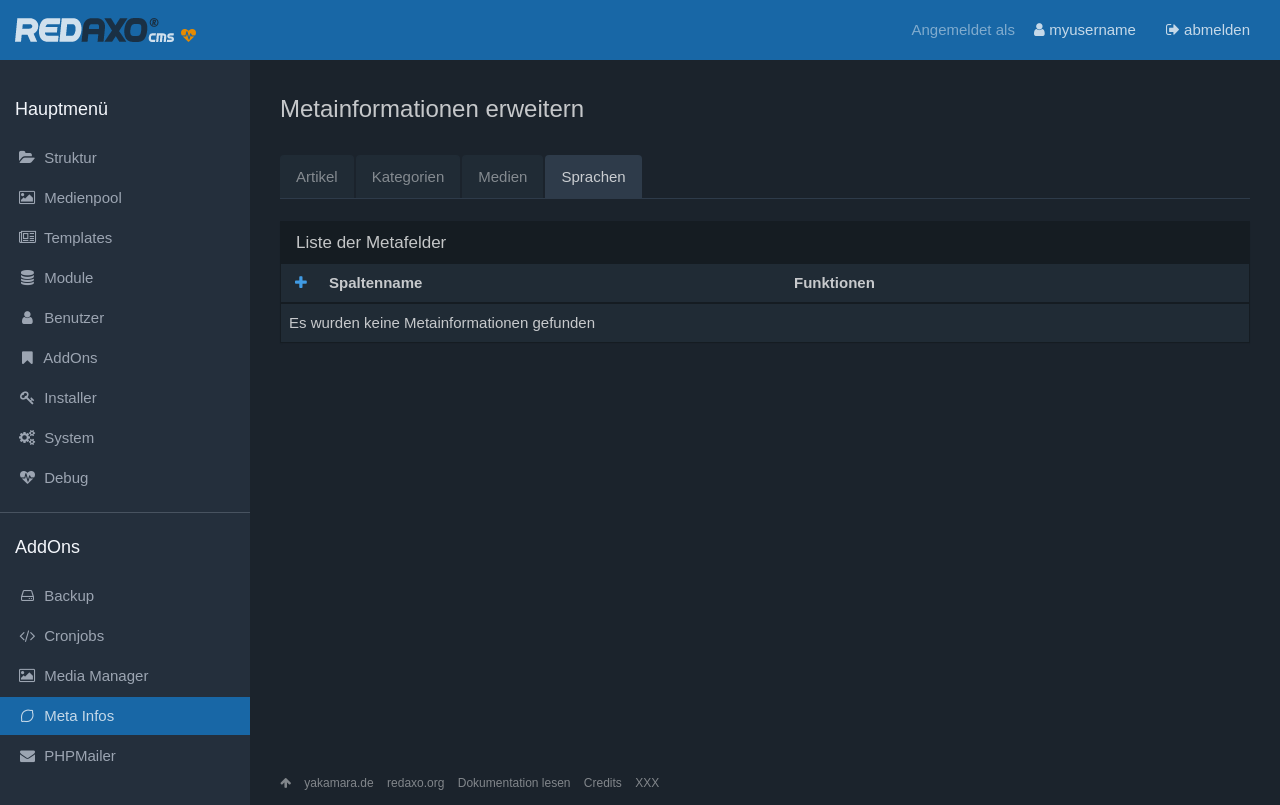 REDAXO® cms
Angemeldet als myusername abmelden
Hauptmenü
Struktur
Medienpool
Templates
Module
Benutzer
AddOns
Installer
System
Debug
AddOns
Backup
Cronjobs
Media Manager
Meta Infos
PHPMailer
Metainformationen erweitern
Artikel Kategorien Medien Sprachen
Liste der Metafelder
Spaltenname Funktionen
Es wurden keine Metainformationen gefunden
yakamara.de redaxo.org Dokumentation lesen Credits XXX